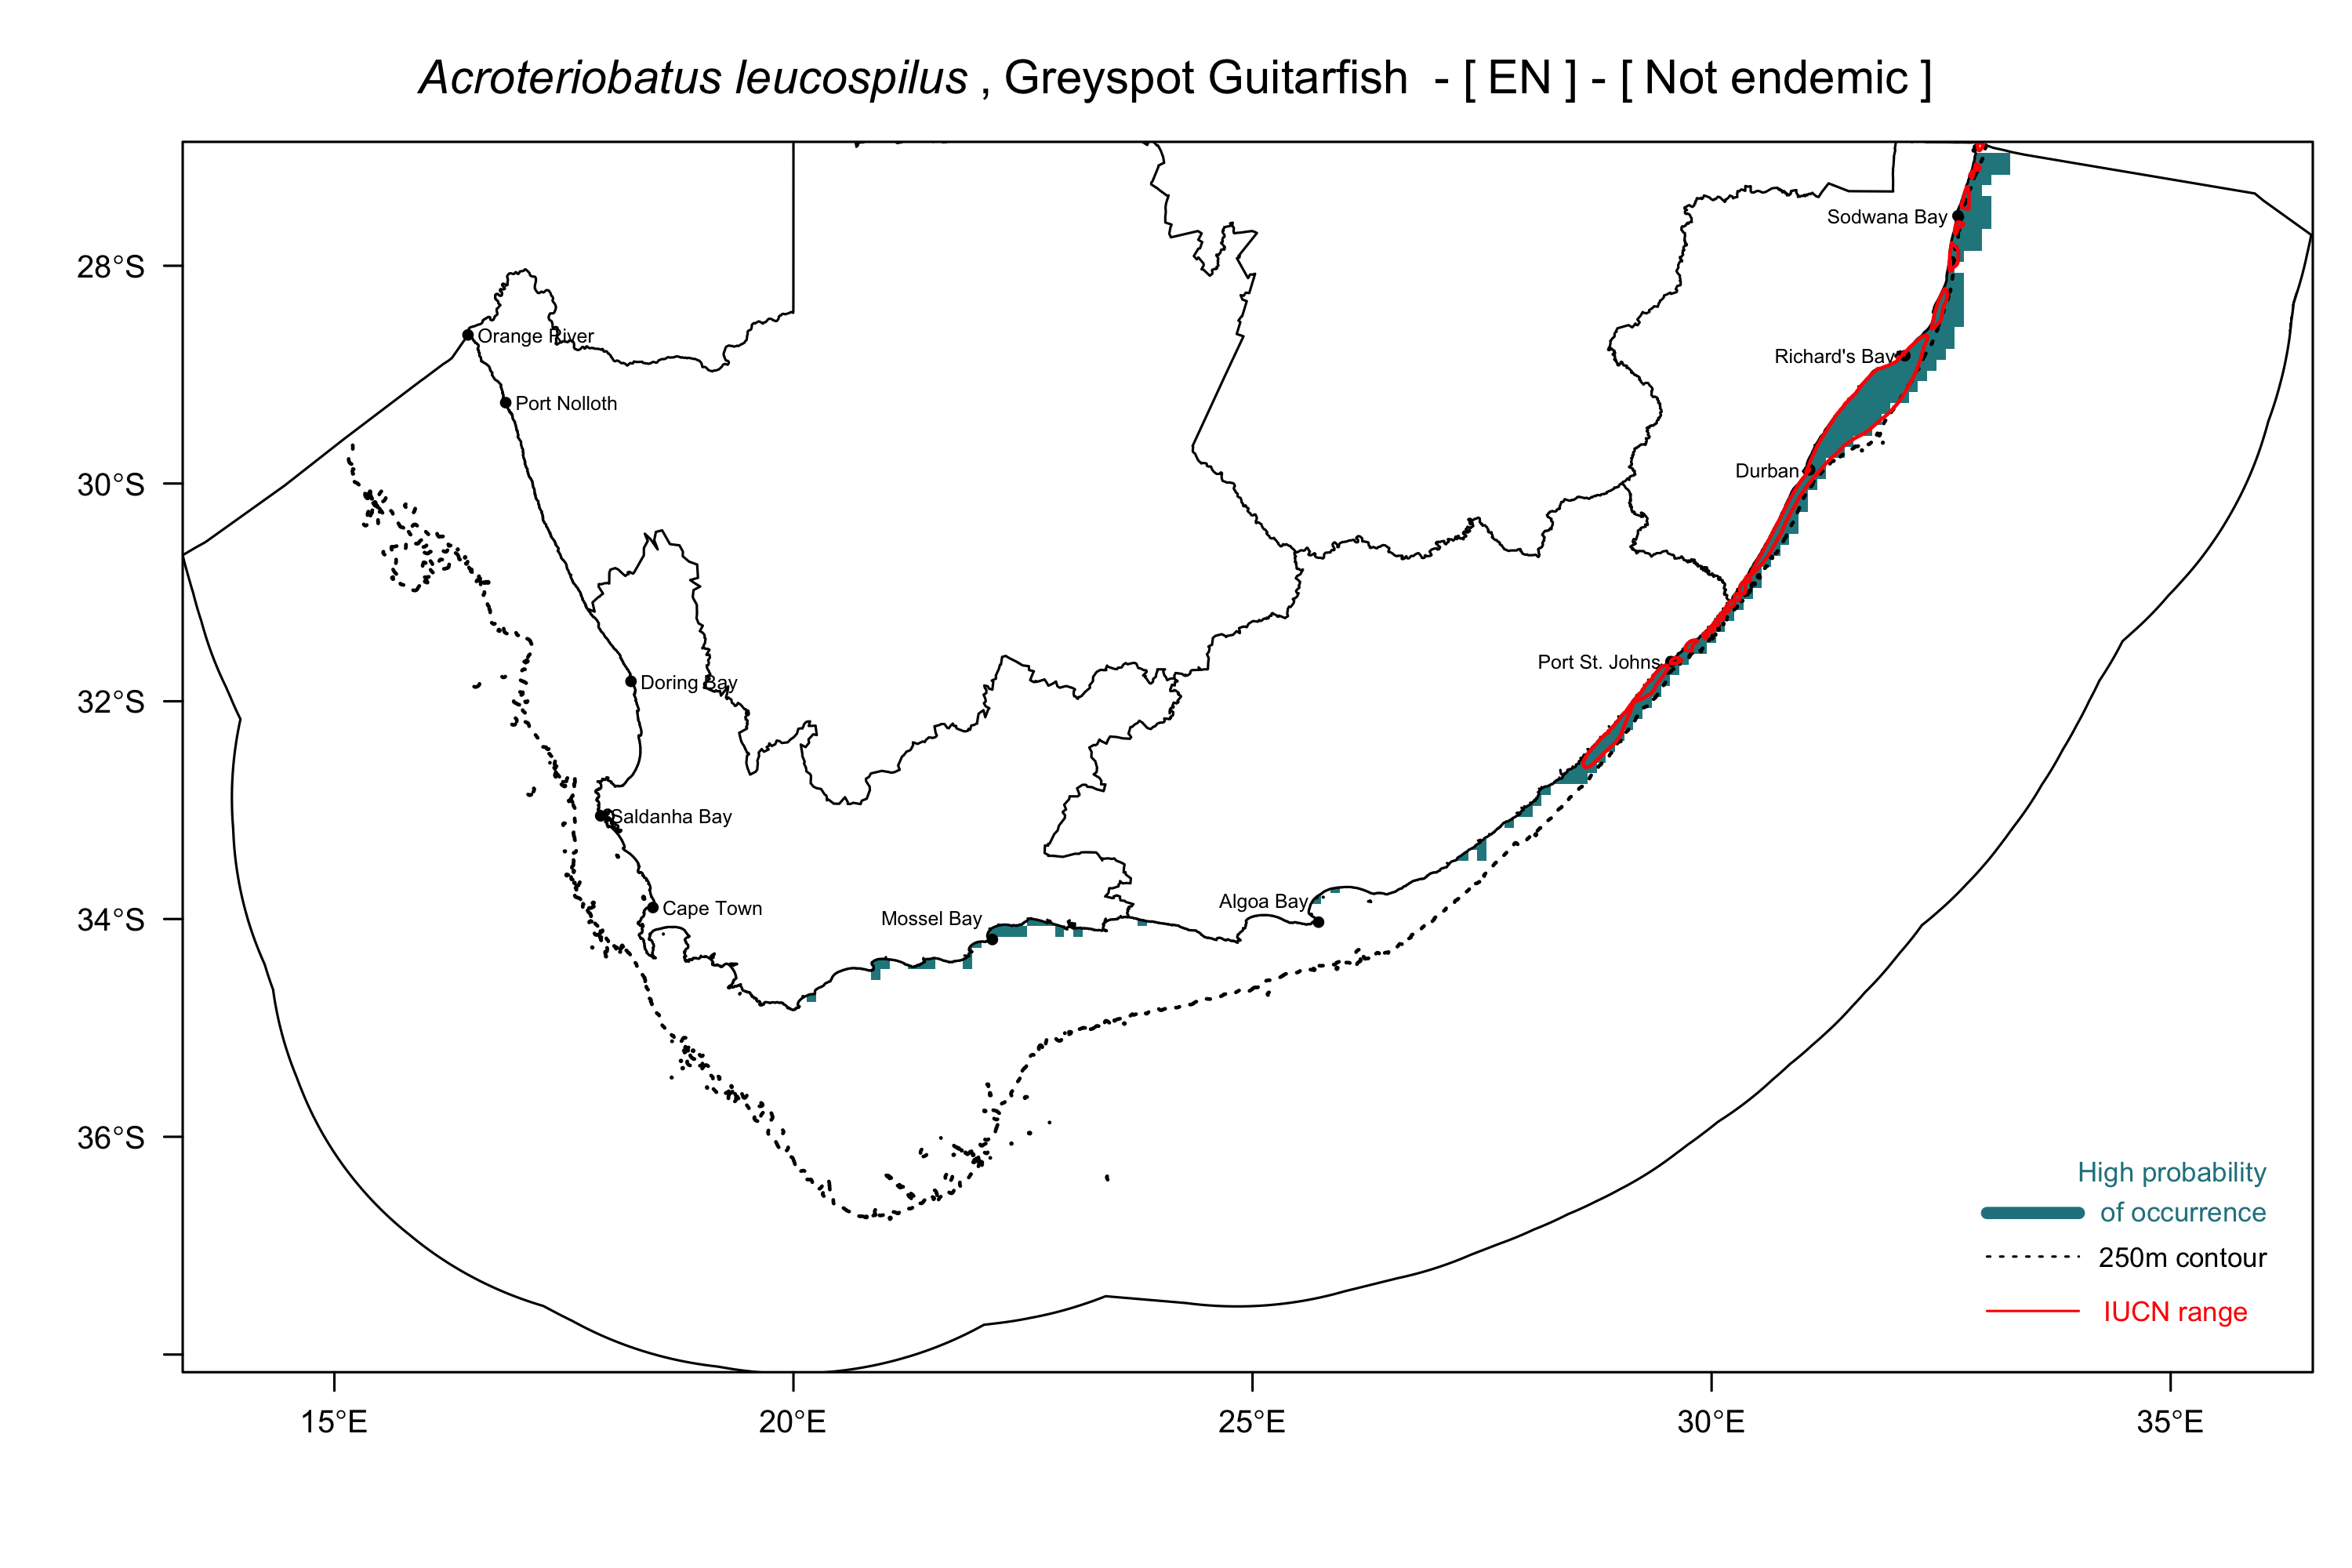 Acroteriobatus leucospilus , Greyspot Guitarfish - [ EN ] - [ Not endemic ]
28°S
30°S
32°S
34°S
36°S
Sodwana Bay
Orange River
Richard's Bay
Port Nolloth
Durban
Port St. Johns
Doring Bay
Saldanha Bay
Algoa Bay
Cape Town
Mossel Bay
High probability
of occurrence
250m contour
IUCN range
15°E
20°E
25°E
30°E
35°E